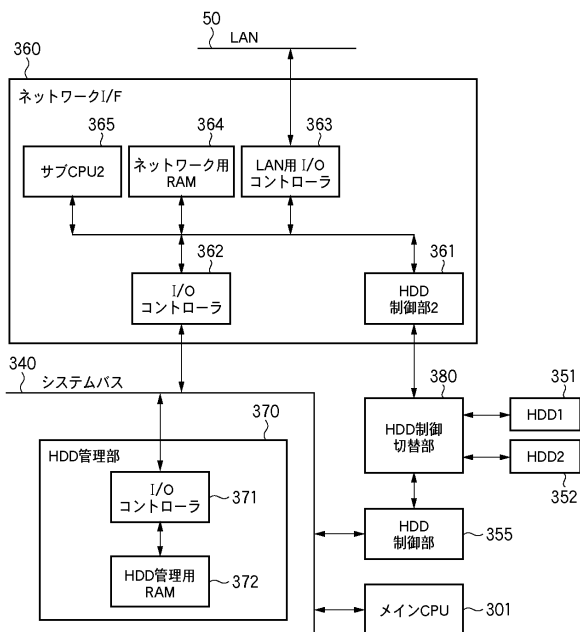 50
LAN
360
ネットワークI/F
365
364
363
サブCPU2
ネットワーク用
RAM
LAN用 I/O
コントローラ
362
361
I/O
コントローラ
HDD
制御部2
340
システムバス
380
351
370
HDD制御
切替部
HDD1
HDD管理部
HDD2
352
I/O
コントローラ
371
HDD
制御部
355
HDD管理用
RAM
372
メインCPU
301